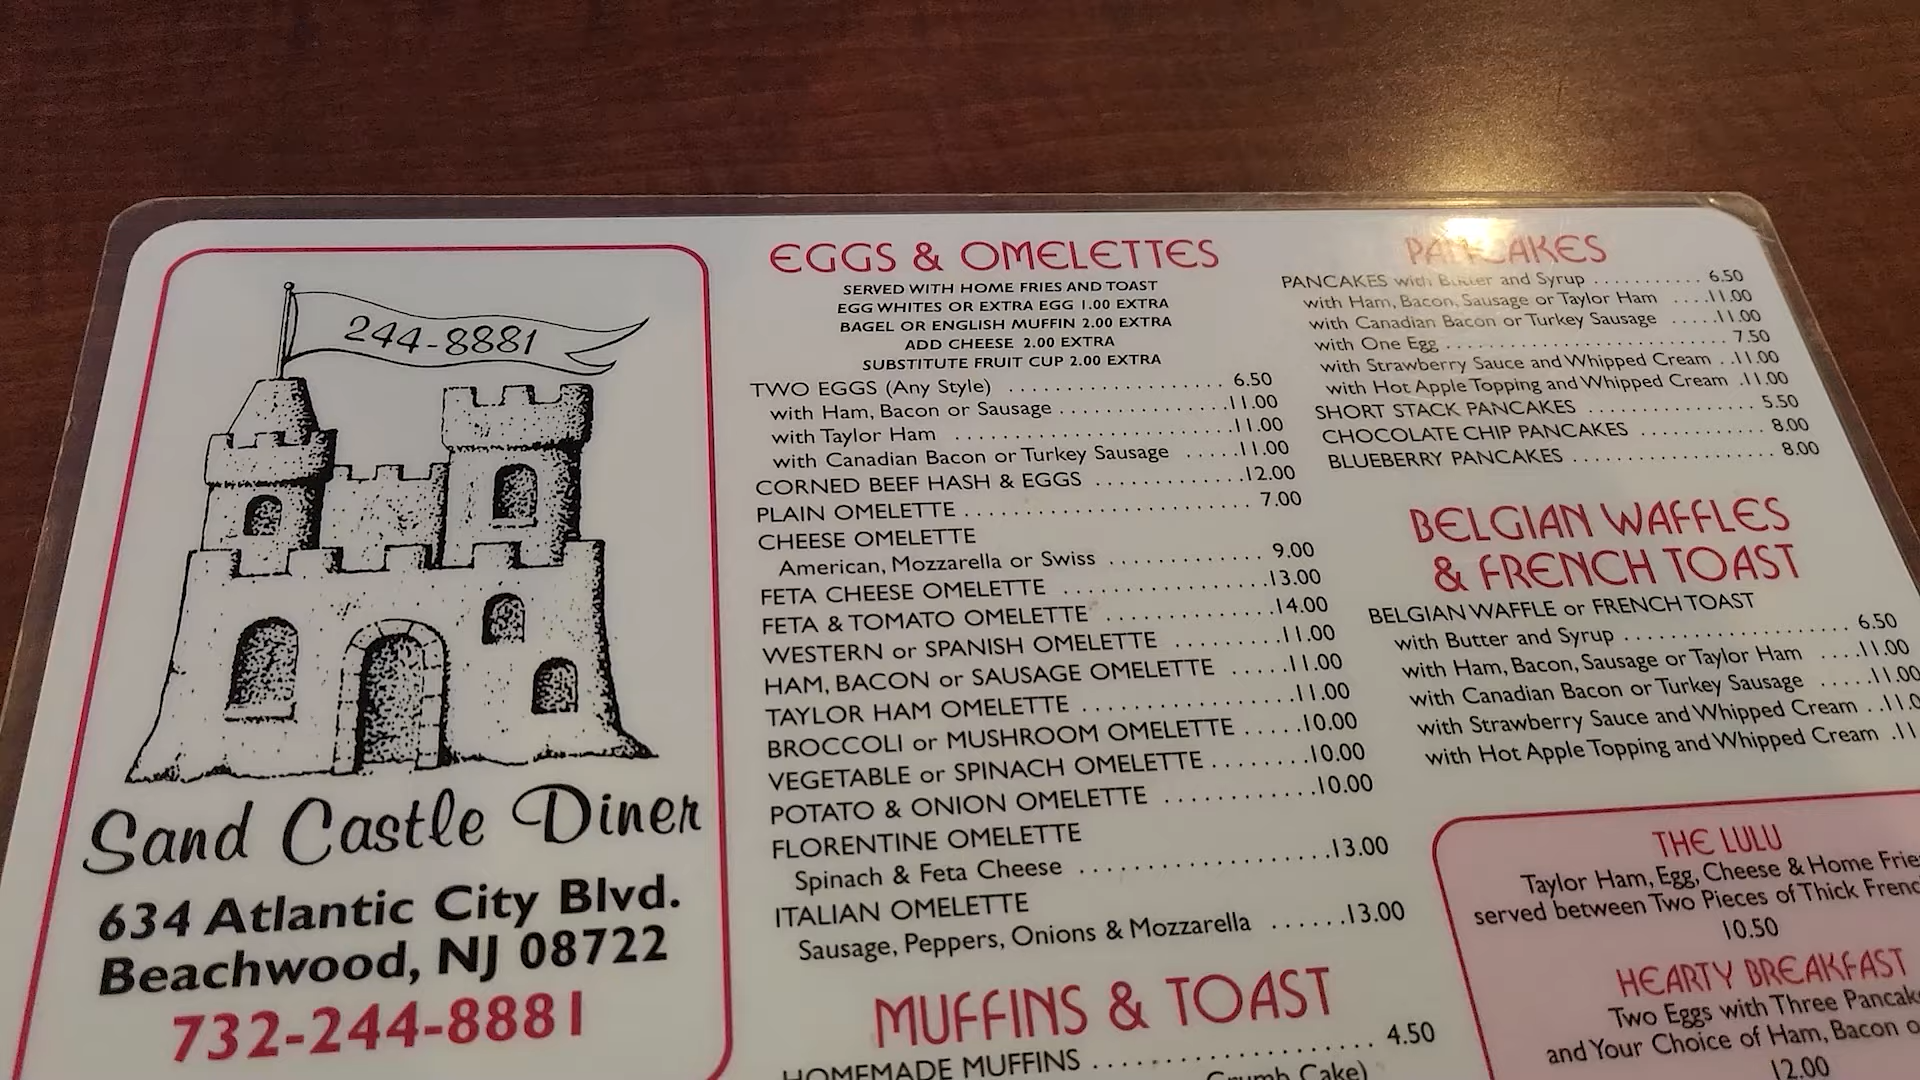 244-8881
Sand Castle Diner
634 Atlantic City Blvd.
Beachwood, NJ 08722
732-244-8881
EGGS & OMELETTES
SERVED WITH HOME FRIES AND TOAST
EGG WHITES OR EXTRA EGG 1.00 EXTRA
BAGEL OR ENGLISH MUFFIN 2.00 EXTRA
ADD CHEESE 2.00 EXTRA
SUBSTITUTE FRUIT CUP 2.00 EXTRA
TWO EGGS (Any Style) ........................ 6.50
with Ham, Bacon or Sausage ..................11.00
with Taylor Ham .............................11.00
with Canadian Bacon or Turkey Sausage .....11.00
CORNED BEEF HASH & EGGS .............12.00
PLAIN OMELETTE ........................ 7.00
CHEESE OMELETTE
American, Mozzarella or Swiss ............ 9.00
FETA CHEESE OMELETTE .................13.00
FETA & TOMATO OMELETTE ..............14.00
WESTERN or SPANISH OMELETTE .........11.00
HAM, BACON or SAUSAGE OMELETTE .....11.00
TAYLOR HAM OMELETTE .................11.00
BROCCOLI or MUSHROOM OMELETTE .....10.00
VEGETABLE or SPINACH OMELETTE ........10.00
POTATO & ONION OMELETTE ............10.00
FLORENTINE OMELETTE
Spinach & Feta Cheese .....................13.00
ITALIAN OMELETTE
Sausage, Peppers, Onions & Mozzarella ......13.00
MUFFINS & TOAST
HOMEMADE MUFFINS ..................... 4.50
Crumb Cake)
PANCAKES
PANCAKES with Butter and Syrup ........... 6.50
with Ham, Bacon, Sausage or Taylor Ham ....11.00
with Canadian Bacon or Turkey Sausage .....11.00
with One Egg ............................ 7.50
with Strawberry Sauce and Whipped Cream ..11.00
with Hot Apple Topping and Whipped Cream .11.00
SHORT STACK PANCAKES ................. 5.50
CHOCOLATE CHIP PANCAKES ............ 8.00
BLUEBERRY PANCAKES .................... 8.00
BELGIAN WAFFLES
& FRENCH TOAST
BELGIAN WAFFLE or FRENCH TOAST
with Butter and Syrup ...................... 6.50
with Ham, Bacon, Sausage or Taylor Ham ....11.00
with Canadian Bacon or Turkey Sausage .....11.00
with Strawberry Sauce and Whipped Cream ..11.0
with Hot Apple Topping and Whipped Cream .11
THE LULU
Taylor Ham, Egg, Cheese & Home Frie
served between Two Pieces of Thick Frenc
10.50
HEARTY BREAKFAST
Two Eggs with Three Pancak
and Your Choice of Ham, Bacon o
12.00